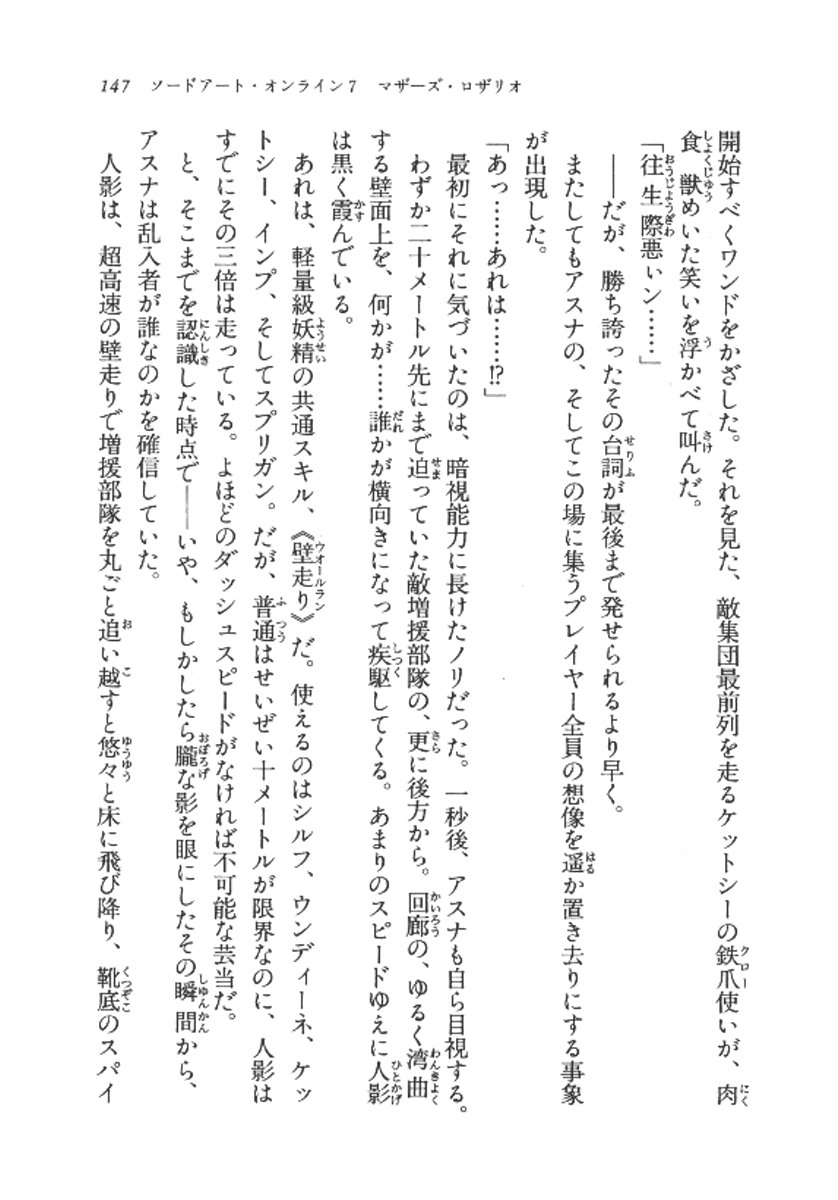 147 ソードアート・オンライン7 マザーズ・ロザリオ
開始すべくワンドをかざした。それを見た、敵集団最前列を走るケットシーの鉄爪使いが、肉
食獣めいた笑いを浮かべて叫んだ。
「往生際悪ぃン……」
――だが、勝ち誇ったその台詞が最後まで発せられるより早く。
またしてもアスナの、そしてこの場に集うプレイヤー全員の想像を遥か置き去りにする事象
が出現した。
「あっ……あれは……!?」
最初にそれに気づいたのは、暗視能力に長けたノリだった。一秒後、アスナも自ら目視する。
わずか二十メートル先にまで迫っていた敵増援部隊の、更に後方から。回廊の、ゆるく湾曲
する壁面上を、何かが……誰かが横向きになって疾駆してくる。あまりのスピードゆえに人影
は黒く霞んでいる。
あれは、軽量級妖精の共通スキル、《壁走り》だ。使えるのはシルフ、ウンディーネ、ケッ
トシー、インプ、そしてスプリガン。だが、普通はせいぜい十メートルが限界なのに、人影は
すでにその三倍は走っている。よほどのダッシュスピードがなければ不可能な芸当だ。
と、そこまでを認識した時点で――いや、もしかしたら朧な影を眼にしたその瞬間から、
アスナは乱入者が誰なのかを確信していた。
人影は、超高速の壁走りで増援部隊を丸ごと追い越すと悠々と床に飛び降り、靴底のスパイ